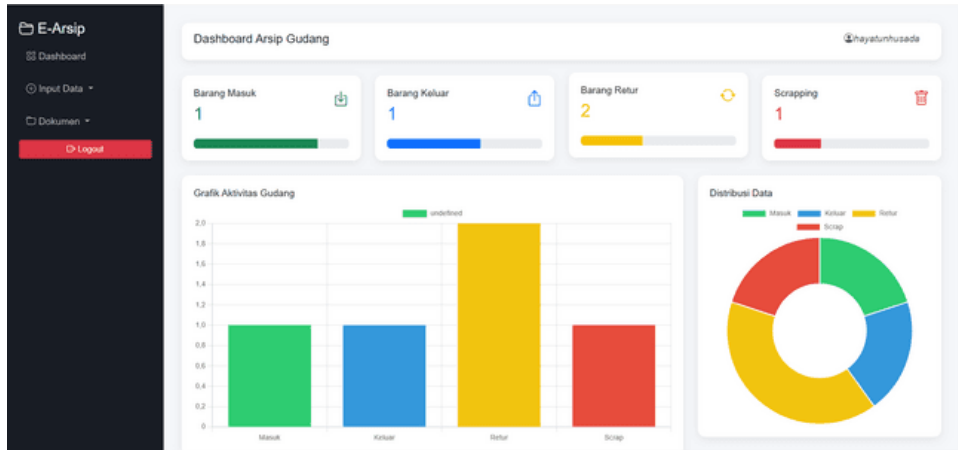 E-Arsip
Dashboard
Input Data
Dokumen
Logout
Dashboard Arsip Gudang
hayatunhusada
Barang Masuk
1
Barang Keluar
1
Barang Retur
2
Scrapping
1
Grafik Aktivitas Gudang
undefined
2,0
1,8
1,6
1,4
1,2
1,0
0,8
0,6
0,4
0,2
0
Masuk Keluar Retur Scrap
Distribusi Data
Masuk Keluar Retur
Scrap